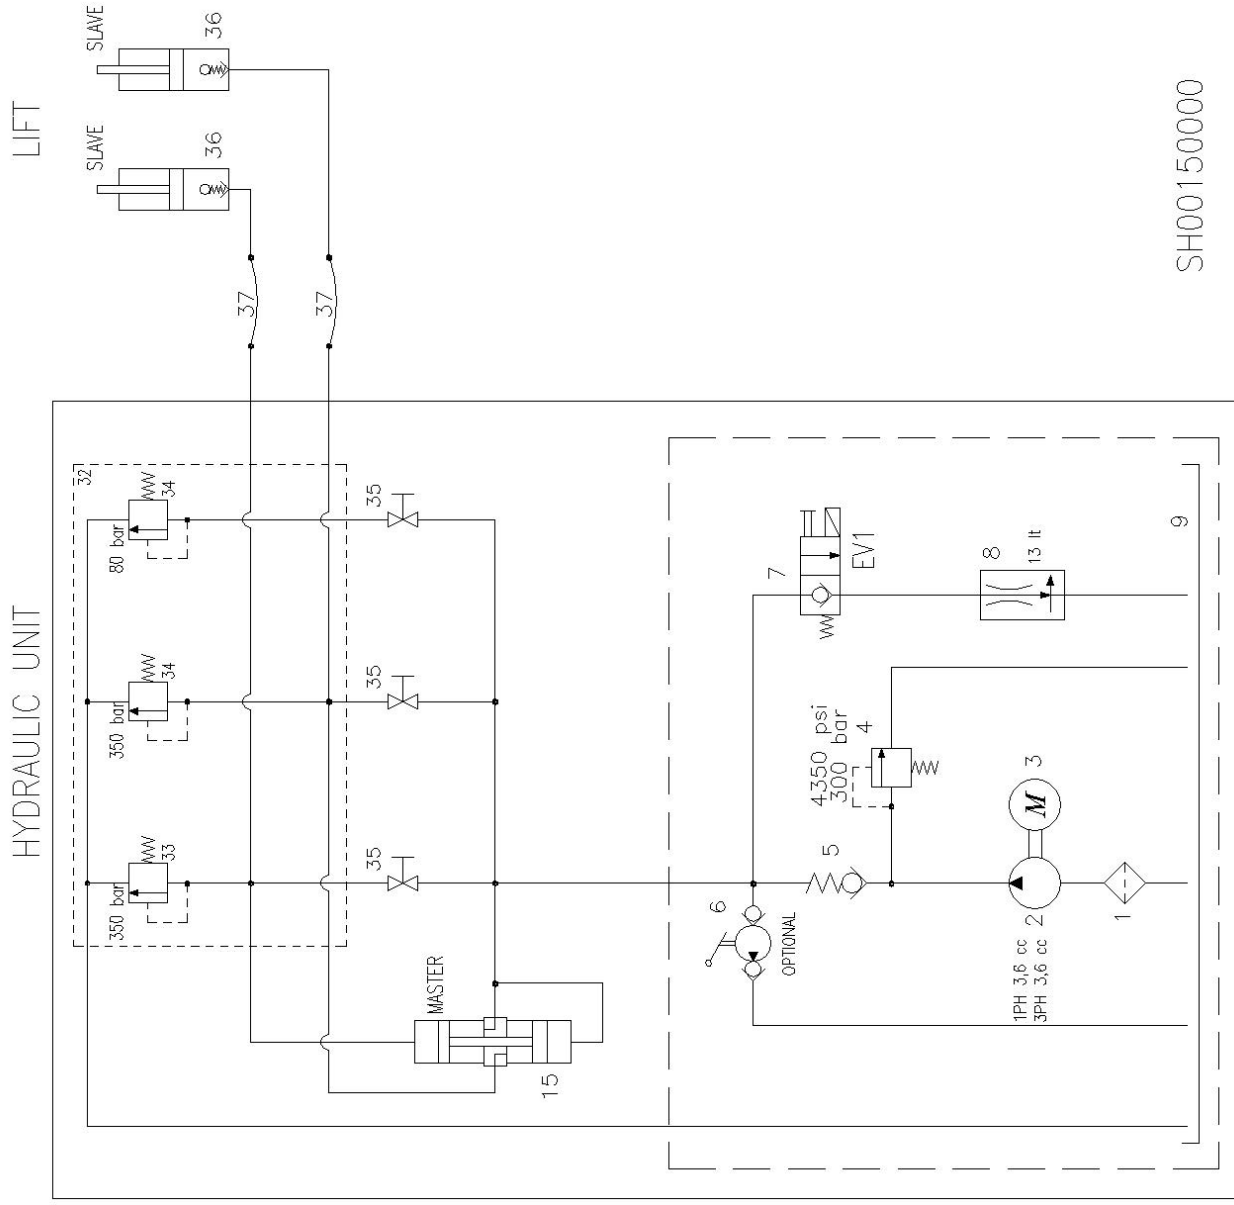 LIFT
SLAVE
36
SLAVE
36
37
37
SH00150000
HYDRAULIC UNIT
32
80 bar
34
350 bar
34
350 bar
33
35
35
35
MASTER
15
7
EV1
8
13 lt
9
4350 psi
300 bar
4
5
3
M
2
1PH 3,6 cc
3PH 3,6 cc
1
6
OPTIONAL